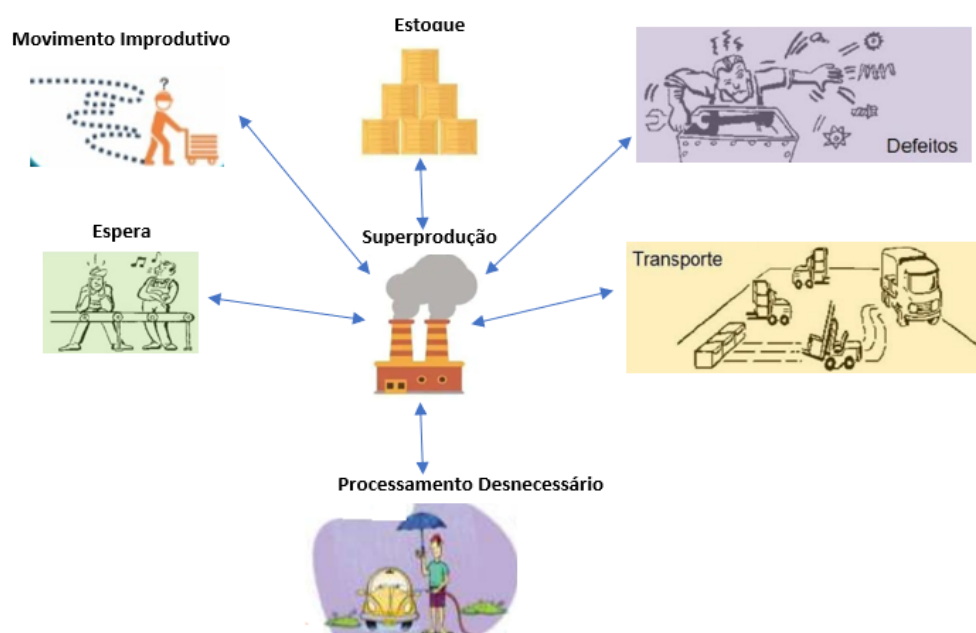 Movimento Improdutivo
Estoque
Defeitos
Espera
Superprodução
Transporte
Processamento Desnecessário